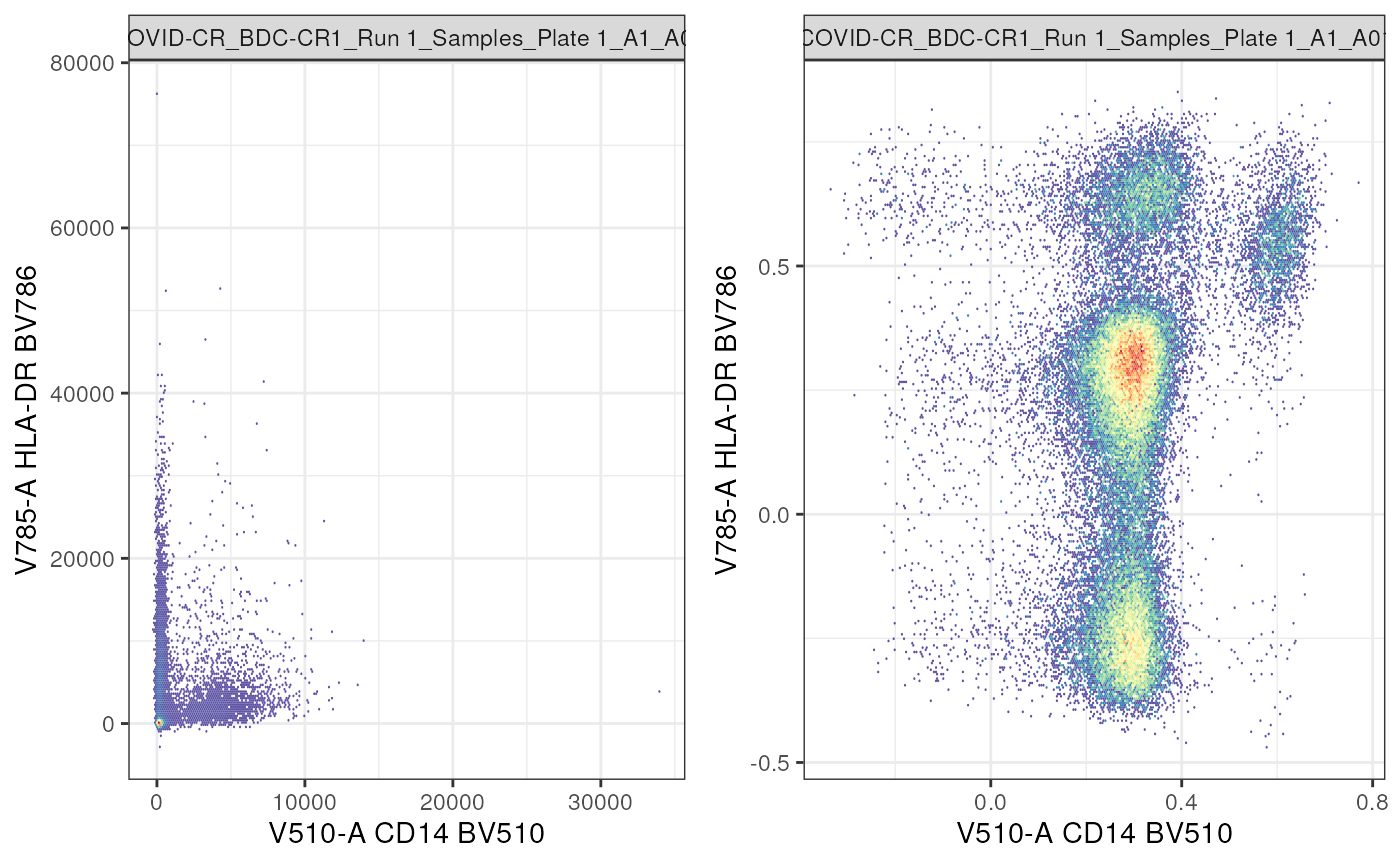 OVID-CR_BDC-CR1_Run 1_Samples_Plate 1_A1_A0
80000
60000
40000
20000
0
V785-A HLA-DR BV786
0 10000 20000 30000
V510-A CD14 BV510
COVID-CR_BDC-CR1_Run 1_Samples_Plate 1_A1_A01
0.5
0.0
-0.5
V785-A HLA-DR BV786
0.0 0.4 0.8
V510-A CD14 BV510